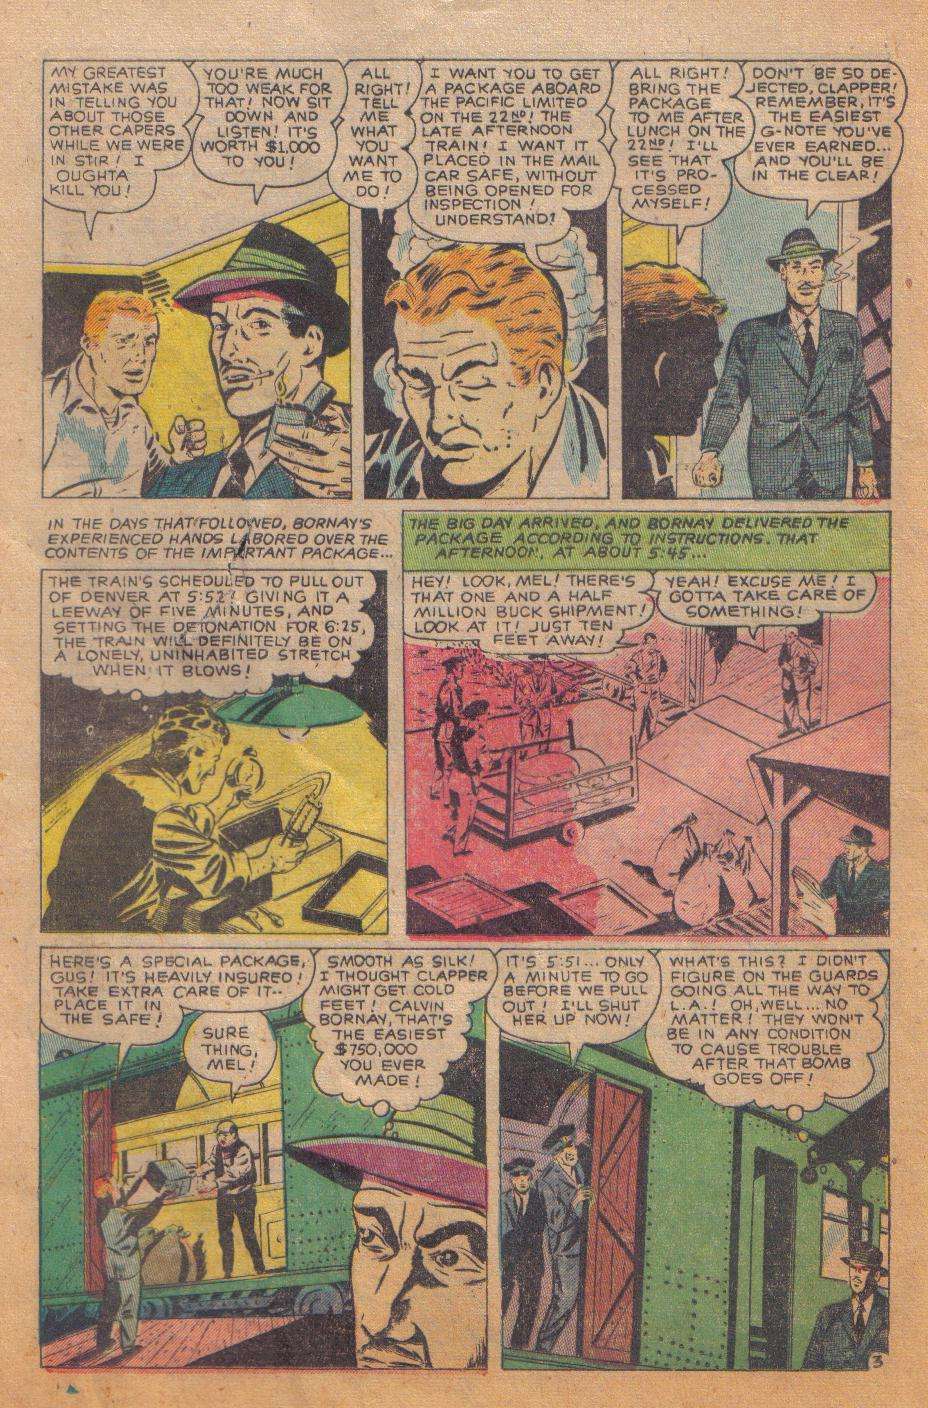 MY GREATEST
MISTAKE WAS
IN TELLING YOU
ABOUT THOSE
OTHER CAPERS
WHILE WE WERE
IN STIR! I
OUGHTA
KILL YOU!
YOU'RE MUCH
TOO WEAK FOR
THAT! NOW SIT
DOWN AND
LISTEN! IT'S
WORTH $1,000
TO YOU!
ALL
RIGHT!
TELL
ME
WHAT
YOU
WANT
ME TO
DO!
I WANT YOU TO GET
A PACKAGE ABOARD
THE PACIFIC LIMITED
ON THE 22ND! THE
LATE AFTERNOON
TRAIN! I WANT IT
PLACED IN THE MAIL
CAR SAFE, WITHOUT
BEING OPENED FOR
INSPECTION!
UNDERSTAND?
ALL RIGHT!
BRING THE
PACKAGE
TO ME AFTER
LUNCH ON THE
22ND! I'LL
SEE THAT
IT'S PRO-
CESSED
MYSELF!
DON'T BE SO DE-
JECTED, CLAPPER!
REMEMBER, IT'S
THE EASIEST
G-NOTE YOU'VE
EVER EARNED...
AND YOU'LL BE
IN THE CLEAR!
IN THE DAYS THAT FOLLOWED, BORNAY'S
EXPERIENCED HANDS LABORED OVER THE
CONTENTS OF THE IMPORTANT PACKAGE...
THE TRAIN'S SCHEDULED TO PULL OUT
OF DENVER AT 5:52! GIVING IT A
LEEWAY OF FIVE MINUTES, AND
SETTING THE DETONATION FOR 6:25,
THE TRAIN WILL DEFINITELY BE ON
A LONELY, UNINHABITED STRETCH
WHEN IT BLOWS!
THE BIG DAY ARRIVED, AND BORNAY DELIVERED THE
PACKAGE ACCORDING TO INSTRUCTIONS. THAT
AFTERNOON, AT ABOUT 5:45...
HEY! LOOK, MEL! THERE'S
THAT ONE AND A HALF
MILLION BUCK SHIPMENT!
LOOK AT IT! JUST TEN
FEET AWAY!
YEAH! EXCUSE ME! I
GOTTA TAKE CARE OF
SOMETHING!
HERE'S A SPECIAL PACKAGE,
GUS! IT'S HEAVILY INSURED!
TAKE EXTRA CARE OF IT--
PLACE IT IN
THE SAFE!
SURE
THING,
MEL!
SMOOTH AS SILK!
I THOUGHT CLAPPER
MIGHT GET COLD
FEET! CALVIN
BORNAY, THAT'S
THE EASIEST
$750,000
YOU EVER
MADE!
IT'S 5:51... ONLY
A MINUTE TO GO
BEFORE WE PULL
OUT! I'LL SHUT
HER UP NOW!
WHAT'S THIS? I DIDN'T
FIGURE ON THE GUARDS
GOING ALL THE WAY TO
L.A.! OH, WELL... NO
MATTER! THEY WON'T
BE IN ANY CONDITION
TO CAUSE TROUBLE
AFTER THAT BOMB
GOES OFF!
3